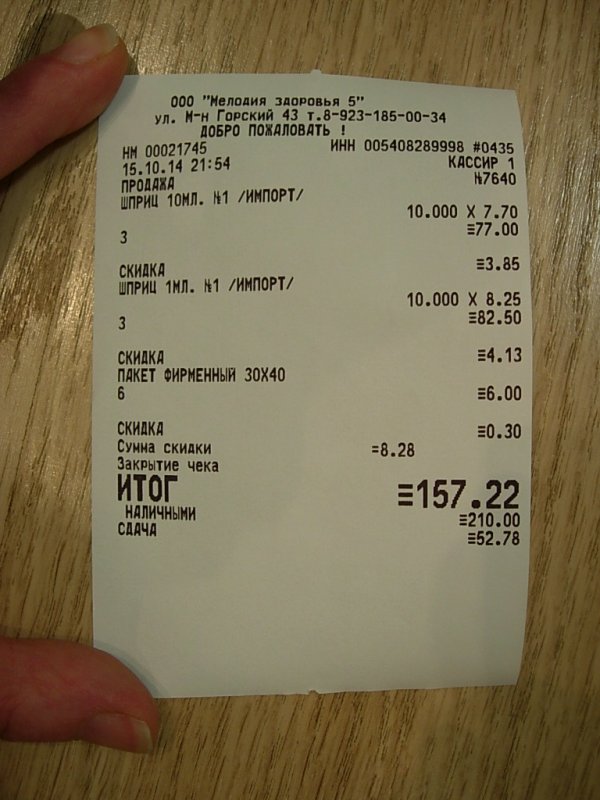 ООО "Мелодия здоровья 5"
ул. М-н Горский 43 т.8-923-185-00-34
ДОБРО ПОЖАЛОВАТЬ !
НМ 00021745 ИНН 005408289998 #0435
15.10.14 21:54 КАССИР 1
ПРОДАЖА №7640
ШПРИЦ 10МЛ. №1 /ИМПОРТ/
10.000 X 7.70
3 ≡77.00
СКИДКА ≡3.85
ШПРИЦ 1МЛ. №1 /ИМПОРТ/
10.000 X 8.25
3 ≡82.50
СКИДКА ≡4.13
ПАКЕТ ФИРМЕННЫЙ 30X40
6 ≡6.00
СКИДКА ≡0.30
Сумма скидки =8.28
Закрытие чека
ИТОГ ≡157.22
НАЛИЧНЫМИ ≡210.00
СДАЧА ≡52.78